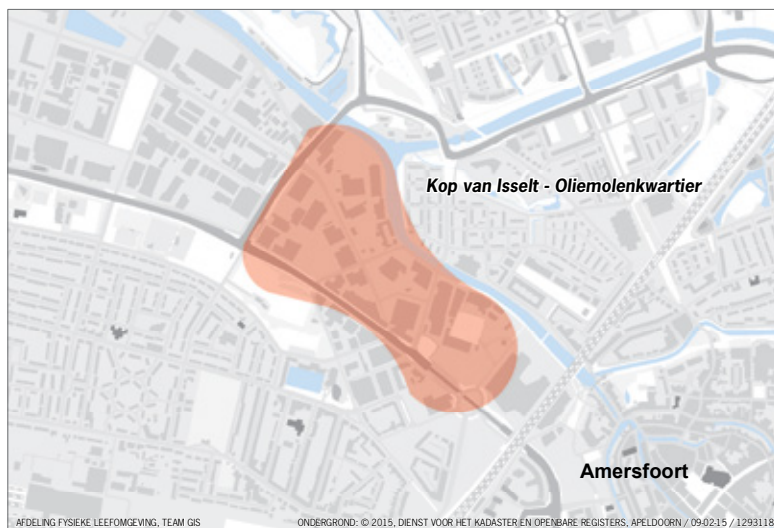 Kop van Isselt - Oliemolenkwartier
Amersfoort
AFDELING FYSIEKE LEEFOMGEVING, TEAM GIS
ONDERGROND: © 2015, DIENST VOOR HET KADASTER EN OPENBARE REGISTERS, APELDOORN / 09-02-15 /